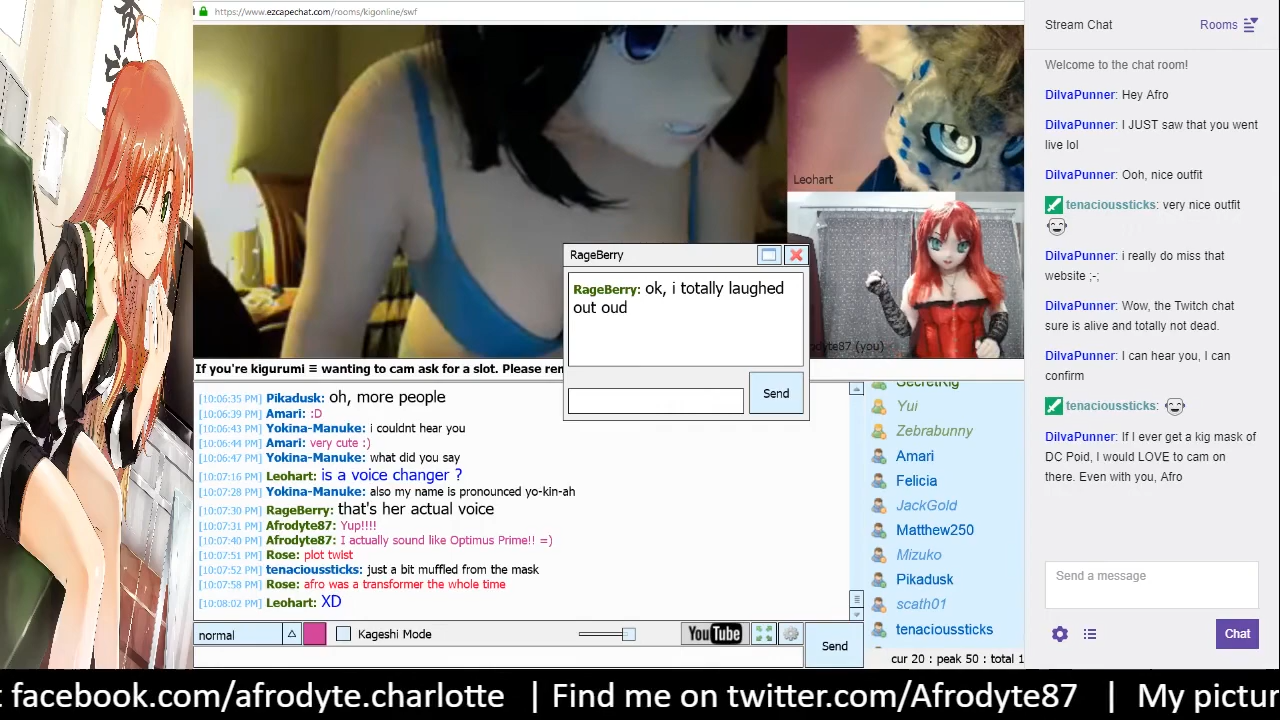 https://www.ezcapechat.com/rooms/kigonline/swf
Leohart
dyte87 (you)
If you're kigurumi ≡ wanting to cam ask for a slot. Please
RageBerry
RageBerry: ok, i totally laughed
out oud
Send
[10:06:35 PM] Pikadusk: oh, more people
[10:06:39 PM] Amari: :D
[10:06:43 PM] Yokina-Manuke: i couldnt hear you
[10:06:44 PM] Amari: very cute :)
[10:06:47 PM] Yokina-Manuke: what did you say
[10:07:16 PM] Leohart: is a voice changer ?
[10:07:28 PM] Yokina-Manuke: also my name is pronounced yo-kin-ah
[10:07:30 PM] RageBerry: that's her actual voice
[10:07:31 PM] Afrodyte87: Yup!!!!
[10:07:40 PM] Afrodyte87: I actually sound like Optimus Prime!! =)
[10:07:51 PM] Rose: plot twist
[10:07:52 PM] tenacioussticks: just a bit muffled from the mask
[10:07:58 PM] Rose: afro was a transformer the whole time
[10:08:02 PM] Leohart: XD
normal
Kageshi Mode
YouTube
Send
SecretKig
Yui
Zebrabunny
Amari
Felicia
JackGold
Matthew250
Mizuko
Pikadusk
scath01
tenacioussticks
cur 20 : peak 50 : total 1
Stream Chat
Rooms
Welcome to the chat room!
DilvaPunner: Hey Afro
DilvaPunner: I JUST saw that you went
live lol
DilvaPunner: Ooh, nice outfit
tenacioussticks: very nice outfit
DilvaPunner: i really do miss that
website ;-;
DilvaPunner: Wow, the Twitch chat
sure is alive and totally not dead.
DilvaPunner: I can hear you, I can
confirm
tenacioussticks:
DilvaPunner: If I ever get a kig mask of
DC Poid, I would LOVE to cam on
there. Even with you, Afro
Send a message
Chat
facebook.com/afrodyte.charlotte | Find me on twitter.com/Afrodyte87 | My pictur